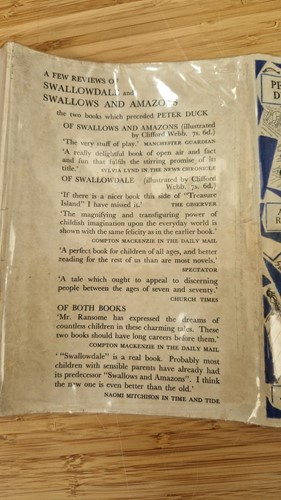 A FEW REVIEWS OF
SWALLOWDALE and
SWALLOWS AND AMAZONS
the two books which preceded PETER DUCK
OF SWALLOWS AND AMAZONS (illustrated
by Clifford Webb. 7s. 6d.)
'The very stuff of play.' MANCHESTER GUARDIAN
'A really delightful book of open air and fact
and fun that fulfils the stirring promise of its
title.' SYLVIA LYND IN THE NEWS CHRONICLE
OF SWALLOWDALE (illustrated by Clifford
Webb. 7s. 6d.)
'If there is a nicer book this side of "Treasure
Island" I have missed it.' THE OBSERVER
'The magnifying and transfiguring power of
childish imagination upon the everyday world is
shown with the same felicity as in the earlier book.'
COMPTON MACKENZIE IN THE DAILY MAIL
'A perfect book for children of all ages, and better
reading for the rest of us than are most novels.'
SPECTATOR
'A tale which ought to appeal to discerning
people between the ages of seven and seventy.'
CHURCH TIMES
OF BOTH BOOKS
'Mr. Ransome has expressed the dreams of
countless children in these charming tales. These
two books should have long careers before them.'
COMPTON MACKENZIE IN THE DAILY MAIL
' "Swallowdale" is a real book. Probably most
children with sensible parents have already had
its predecessor "Swallows and Amazons". I think
the new one is even better than the old.'
NAOMI MITCHISON IN TIME AND TIDE
PE
D
R